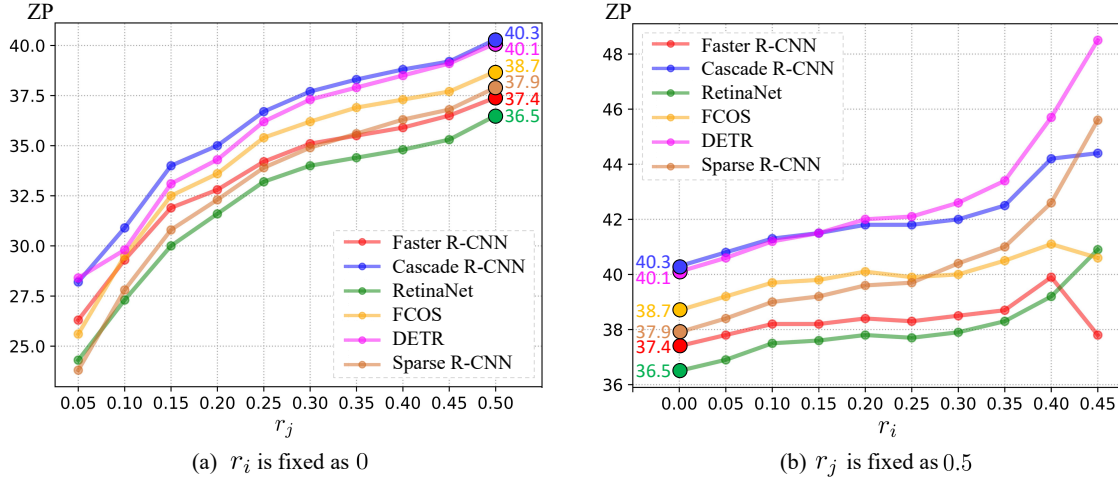 ZP
40.0
37.5
35.0
32.5
30.0
27.5
25.0
40.3
40.1
38.7
37.9
37.4
36.5
Faster R-CNN
Cascade R-CNN
RetinaNet
FCOS
DETR
Sparse R-CNN
0.05 0.10 0.15 0.20 0.25 0.30 0.35 0.40 0.45 0.50
r_j
(a) r_i is fixed as 0
ZP
48
46
44
42
40
38
36
Faster R-CNN
Cascade R-CNN
RetinaNet
FCOS
DETR
Sparse R-CNN
40.3
40.1
38.7
37.9
37.4
36.5
0.00 0.05 0.10 0.15 0.20 0.25 0.30 0.35 0.40 0.45
r_i
(b) r_j is fixed as 0.5